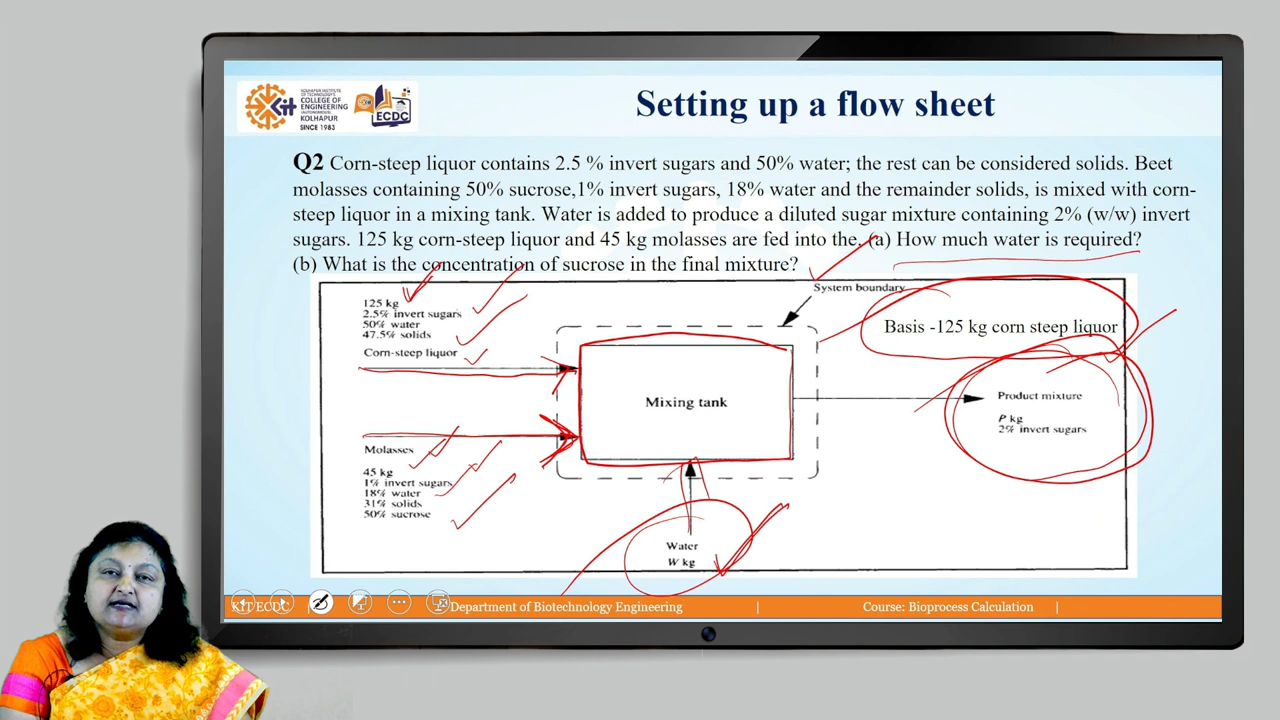 KOLHAPUR INSTITUTE
OF TECHNOLOGY'S
COLLEGE OF
ENGINEERING
(AUTONOMOUS),
KOLHAPUR
SINCE 1983
Kit
ECDC
Setting up a flow sheet
Q2 Corn-steep liquor contains 2.5 % invert sugars and 50% water; the rest can be considered solids. Beet
molasses containing 50% sucrose,1% invert sugars, 18% water and the remainder solids, is mixed with corn-
steep liquor in a mixing tank. Water is added to produce a diluted sugar mixture containing 2% (w/w) invert
sugars. 125 kg corn-steep liquor and 45 kg molasses are fed into the. (a) How much water is required?
(b) What is the concentration of sucrose in the final mixture?
System boundary
125 kg
2.5% invert sugars
50% water
47.5% solids
Corn-steep liquor
Basis -125 kg corn steep liquor
Mixing tank
Product mixture
P kg
2% invert sugars
Molasses
45 kg
1% invert sugars
18% water
31% solids
50% sucrose
Water
W kg
KIT ECDC | Department of Biotechnology Engineering | Course: Bioprocess Calculation |